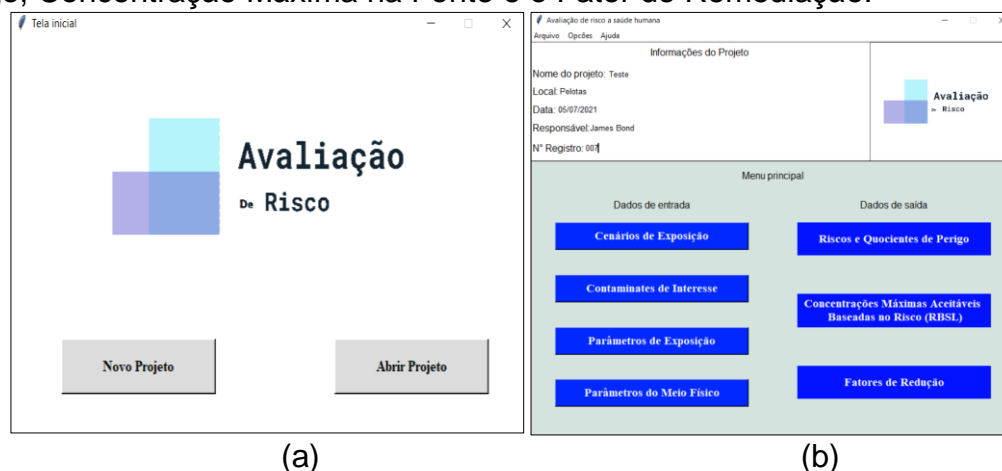 Concentração Máxima na Fonte e o Fator de Remediação.
Tela inicial
Avaliação
De Risco
Novo Projeto
Abrir Projeto
(a)
Avaliação de risco a saúde humana
Arquivo Opções Ajuda
Informações do Projeto
Nome do projeto: Teste
Local: Pelotas
Data: 05/07/2021
Responsável: James Bond
N° Registro: 007
Avaliação
De Risco
Menu principal
Dados de entrada
Cenários de Exposição
Contaminates de Interesse
Parâmetros de Exposição
Parâmetros do Meio Físico
Dados de saída
Riscos e Quocientes de Perigo
Concentrações Máximas Aceitáveis
Baseadas no Risco (RBSL)
Fatores de Redução
(b)